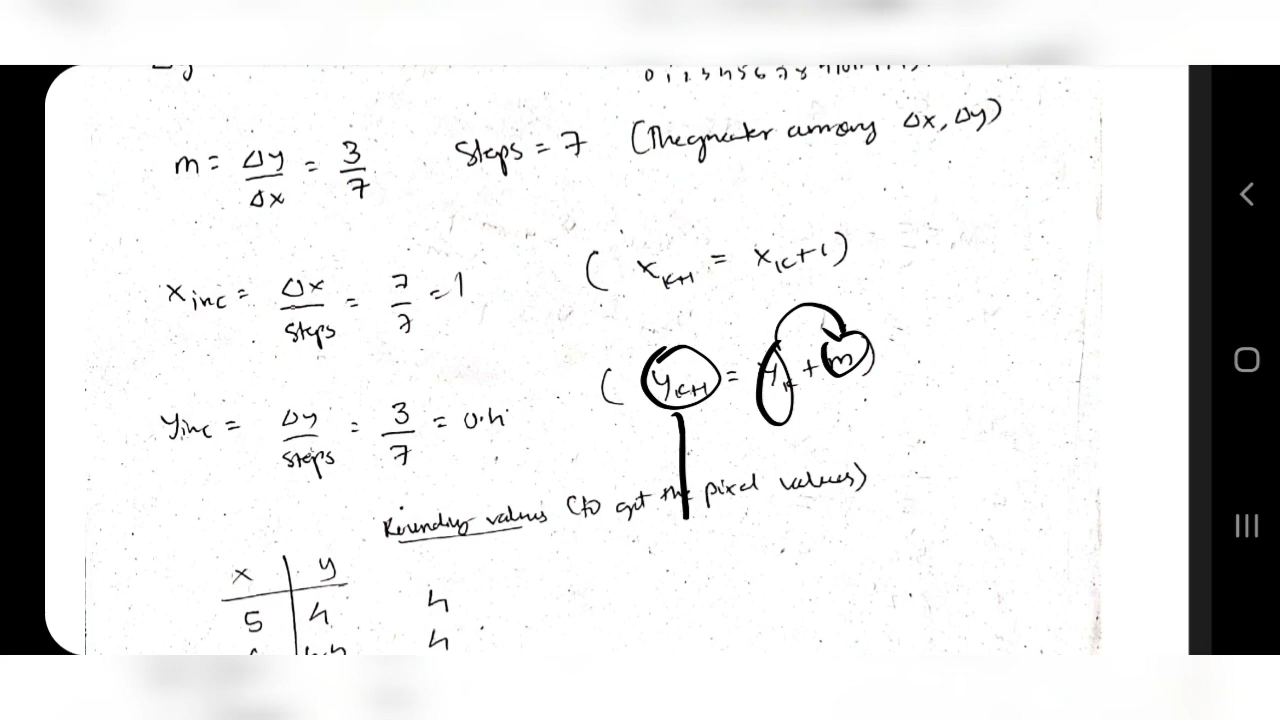 m = Δy/Δx = 3/7 Steps = 7 (The greater among Δx, Δy)
x_inc = Δx/Steps = 7/7 = 1 (x_k+1 = x_k+1)
y_inc = Δy/Steps = 3/7 = 0.4 (y_k+1 = y_k + m)
Rounding values (to get the pixel values)
x | y
5 | 4 4
4